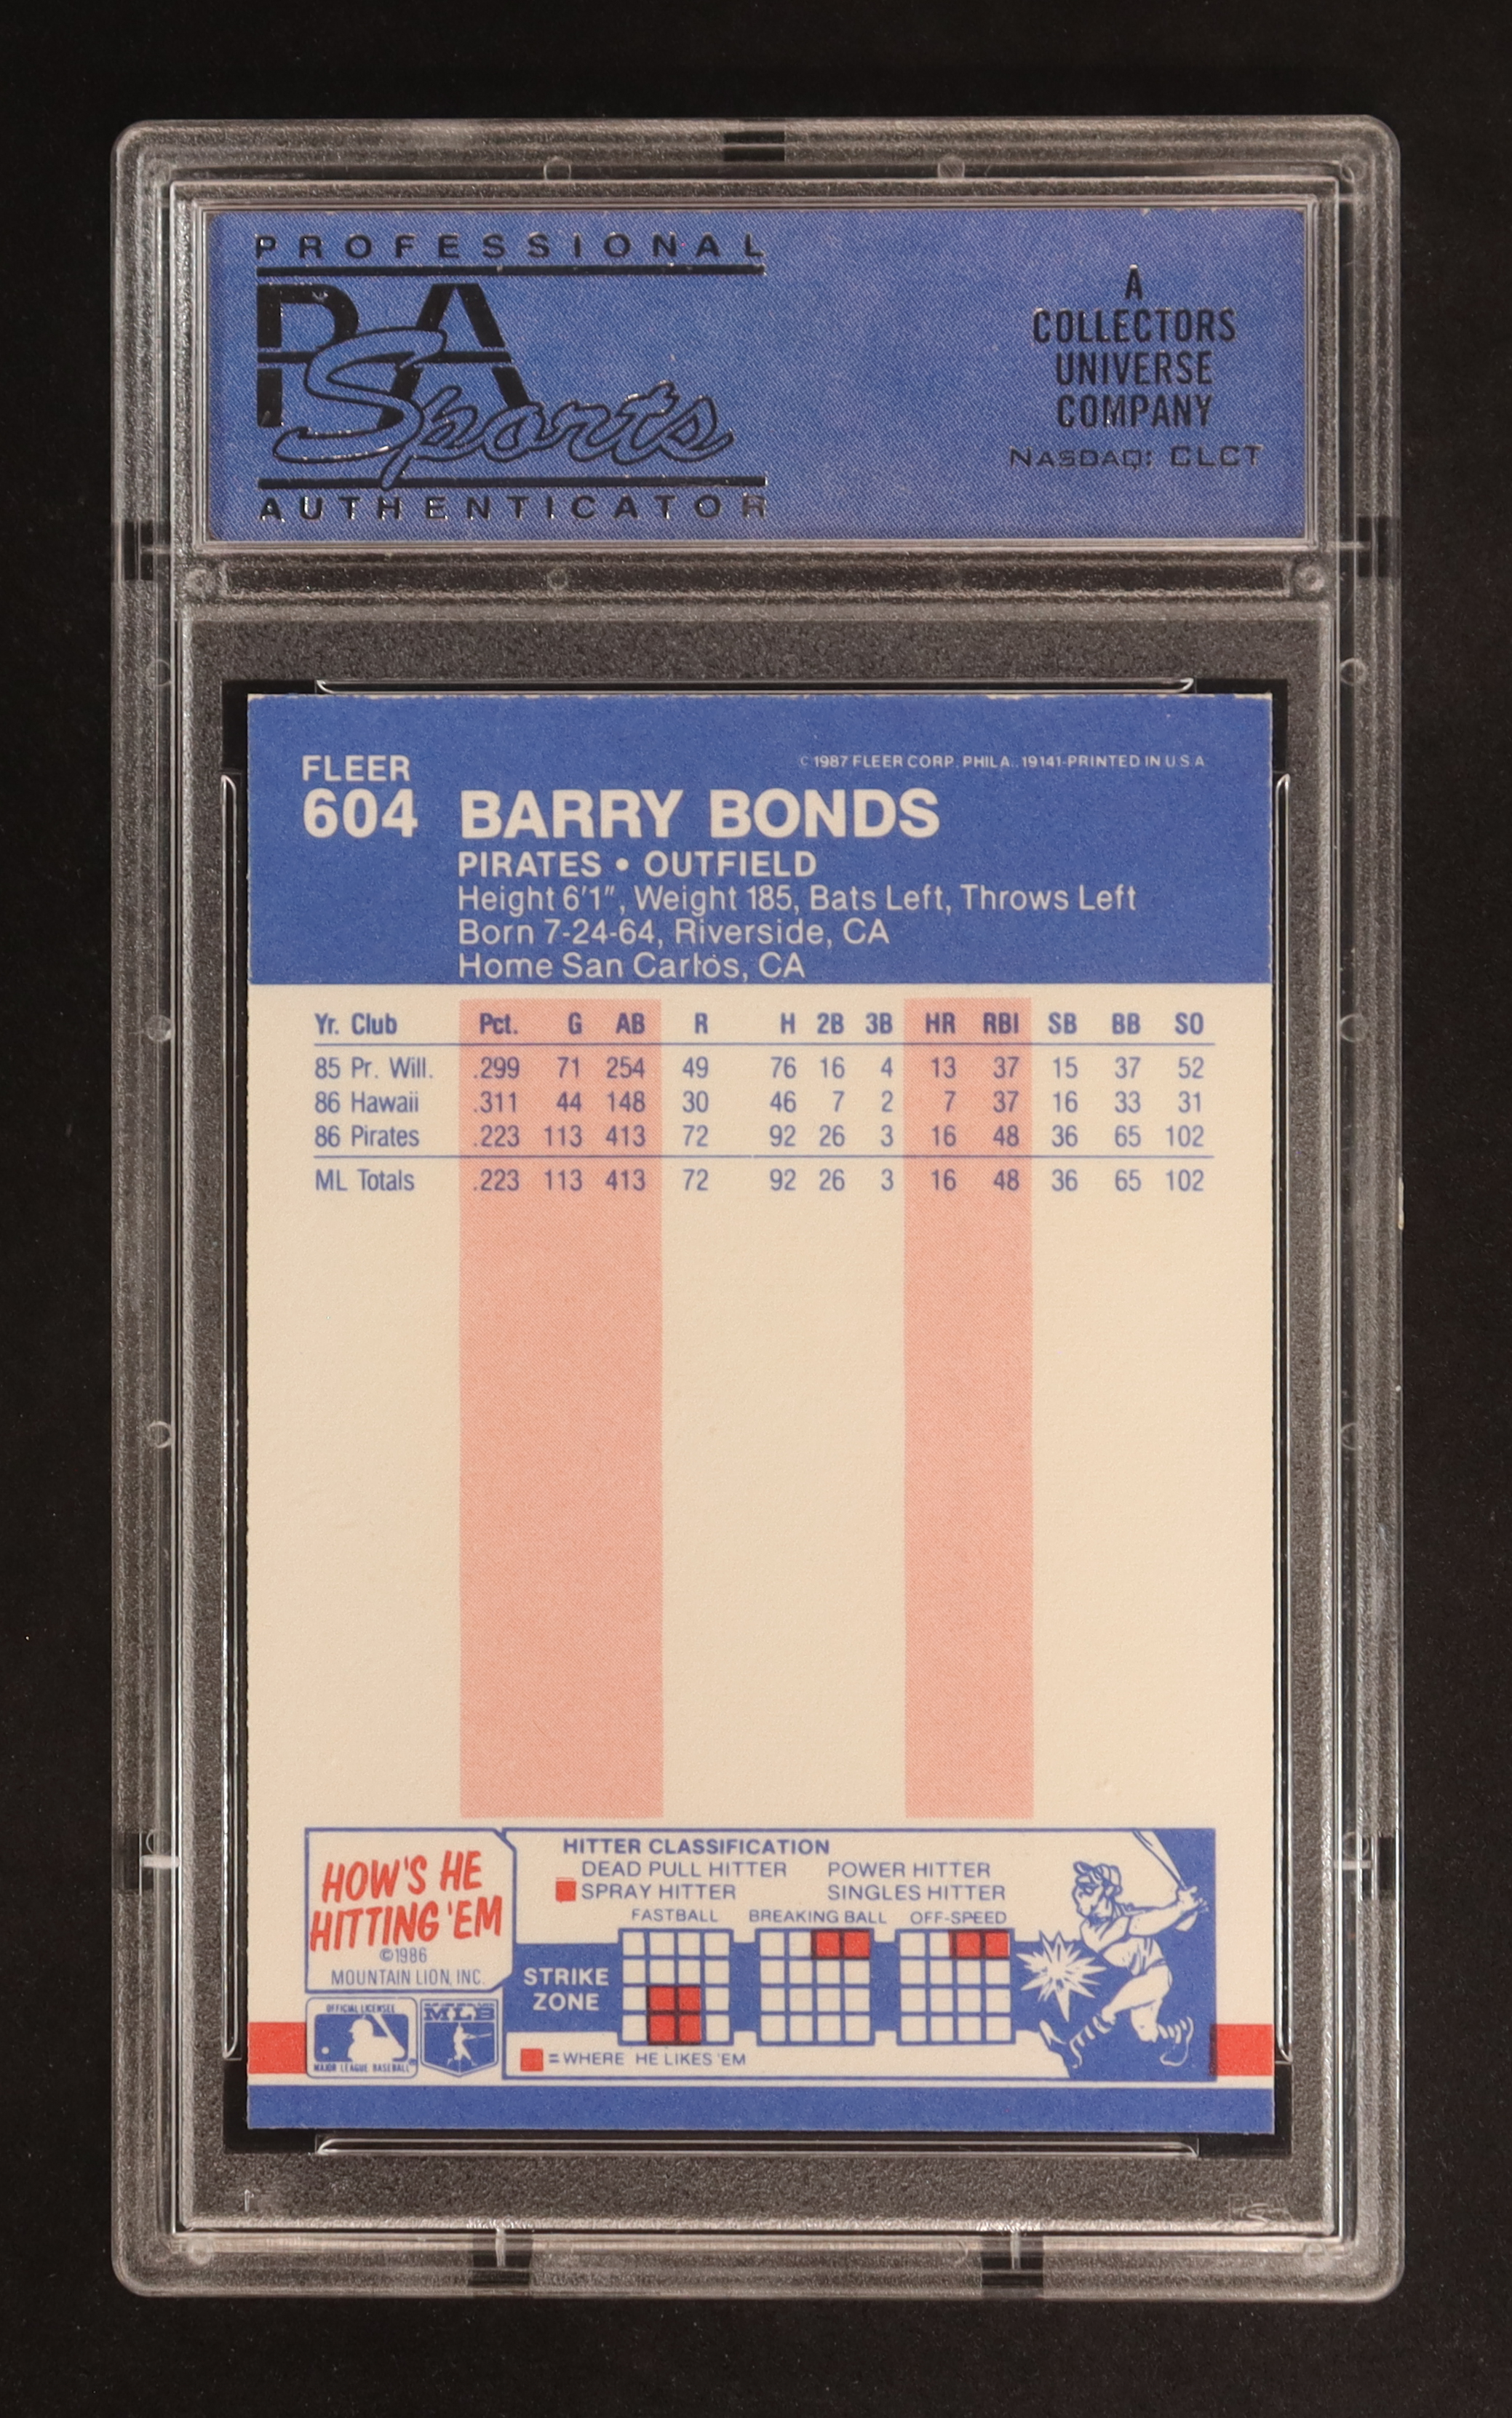 PROFESSIONAL
PSA
Sports
AUTHENTICATOR
A
COLLECTORS
UNIVERSE
COMPANY
NASDAQ: CLCT
FLEER
© 1987 FLEER CORP. PHILA., 19141-PRINTED IN U.S.A.
604 BARRY BONDS
PIRATES • OUTFIELD
Height 6'1", Weight 185, Bats Left, Throws Left
Born 7-24-64, Riverside, CA
Home San Carlos, CA
Yr. Club Pct. G AB R H 2B 3B HR RBI SB BB SO
85 Pr. Will. .299 71 254 49 76 16 4 13 37 15 37 52
86 Hawaii .311 44 148 30 46 7 2 7 37 16 33 31
86 Pirates .223 113 413 72 92 26 3 16 48 36 65 102
ML Totals .223 113 413 72 92 26 3 16 48 36 65 102
HOW'S HE
HITTING 'EM
©1986
MOUNTAIN LION, INC.
HITTER CLASSIFICATION
DEAD PULL HITTER POWER HITTER
SPRAY HITTER SINGLES HITTER
FASTBALL BREAKING BALL OFF-SPEED
STRIKE
ZONE
= WHERE HE LIKES 'EM
OFFICIAL LICENSEE
MAJOR LEAGUE BASEBALL
MLB